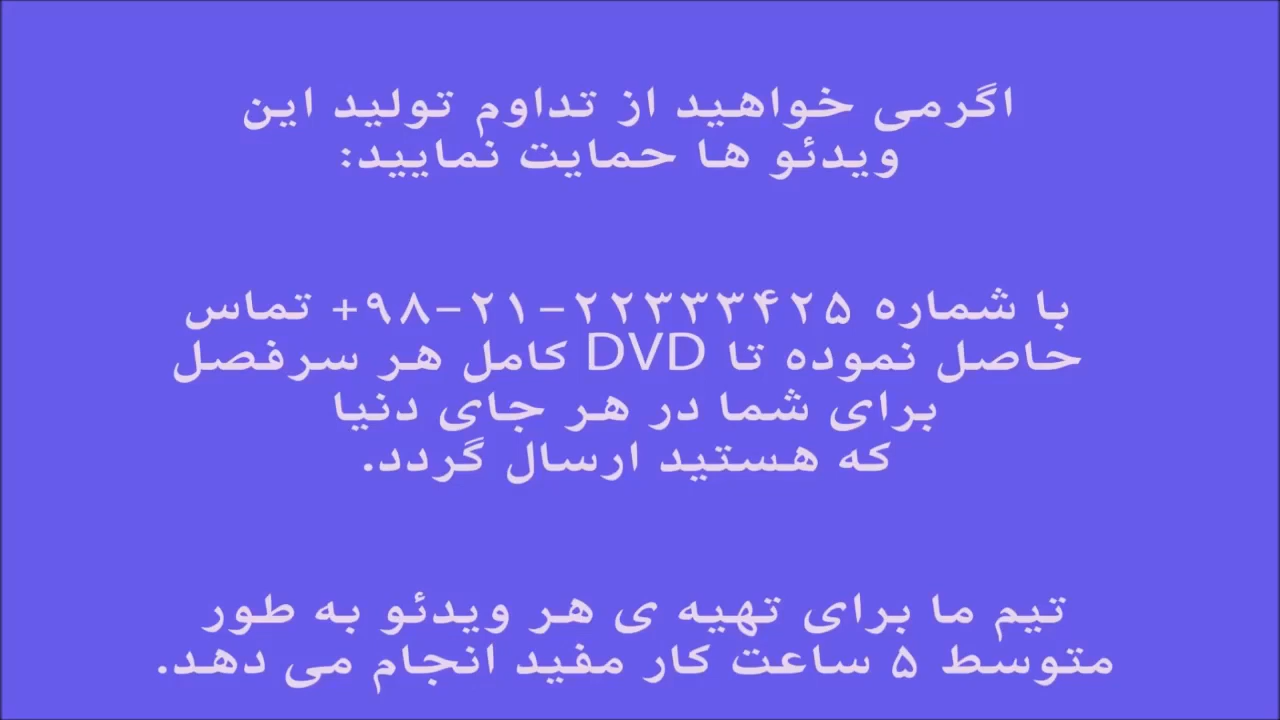 اگرمی خواهید از تداوم تولید این
ویدئو ها حمایت نمایید:
با شماره ۲۲۳۳۳۴۲۵-۲۱-۹۸+ تماس
حاصل نموده تا DVD کامل هر سرفصل
برای شما در هر جای دنیا
که هستید ارسال گردد.
تیم ما برای تهیه ی هر ویدئو به طور
متوسط ۵ ساعت کار مفید انجام می دهد.